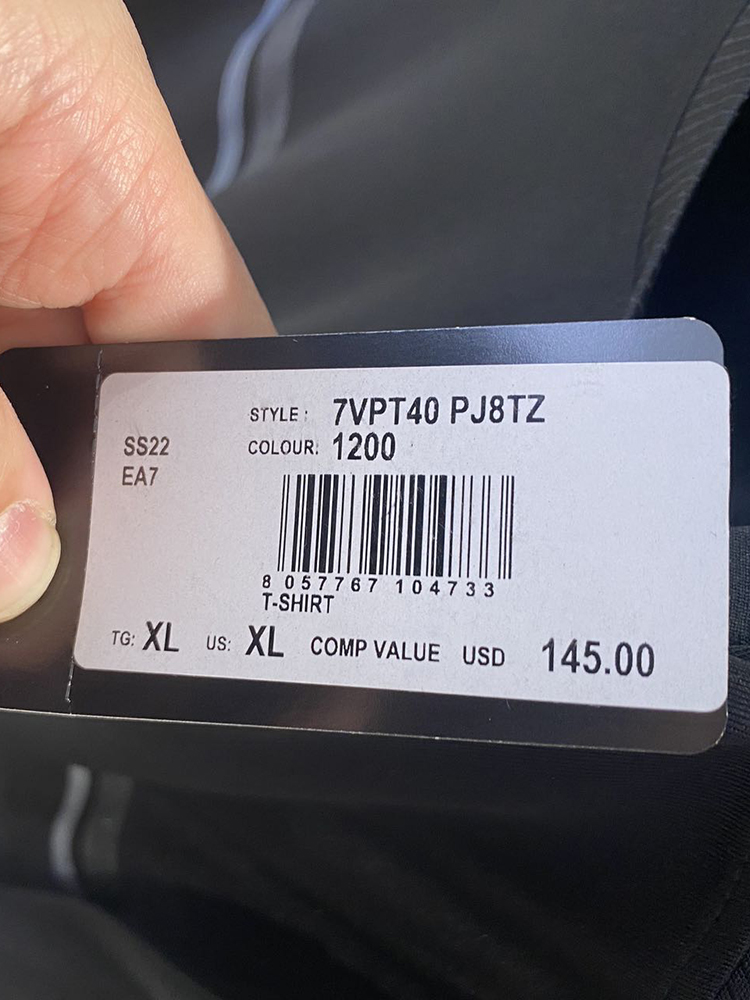 STYLE : 7VPT40 PJ8TZ
SS22 COLOUR: 1200
EA7
8 057767 104733
T-SHIRT
TG: XL US: XL COMP VALUE USD 145.00